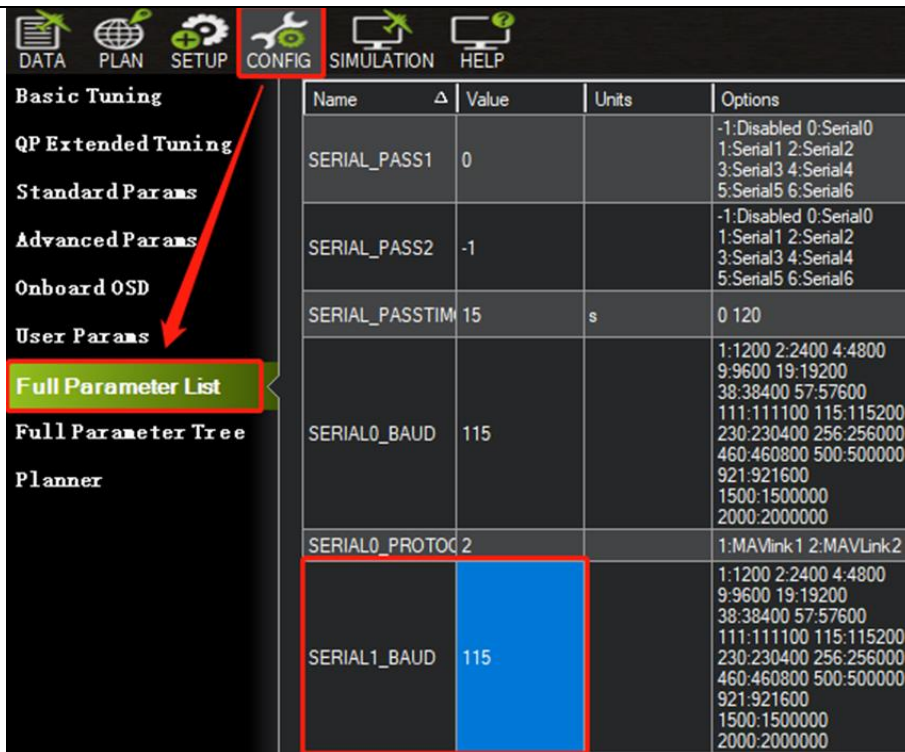 DATA PLAN SETUP CONFIG SIMULATION HELP
Basic Tuning
QP Extended Tuning
Standard Params
Advanced Params
Onboard OSD
User Params
Full Parameter List
Full Parameter Tree
Planner
Name Value Units Options
SERIAL_PASS1 0
-1:Disabled 0:Serial0
1:Serial1 2:Serial2
3:Serial3 4:Serial4
5:Serial5 6:Serial6
SERIAL_PASS2 -1
-1:Disabled 0:Serial0
1:Serial1 2:Serial2
3:Serial3 4:Serial4
5:Serial5 6:Serial6
SERIAL_PASSTIM 15 s 0 120
SERIAL0_BAUD 115
1:1200 2:2400 4:4800
9:9600 19:19200
38:38400 57:57600
111:111100 115:115200
230:230400 256:256000
460:460800 500:500000
921:921600
1500:1500000
2000:2000000
SERIAL0_PROTOC 2 1:MAVlink1 2:MAVLink2
SERIAL1_BAUD 115
1:1200 2:2400 4:4800
9:9600 19:19200
38:38400 57:57600
111:111100 115:115200
230:230400 256:256000
460:460800 500:500000
921:921600
1500:1500000
2000:2000000